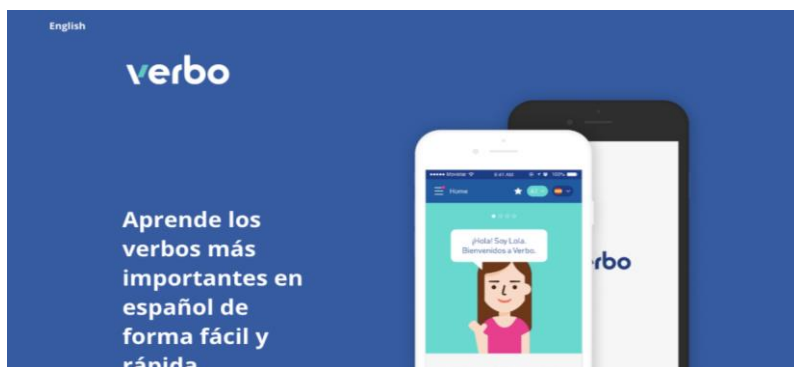 English
verbo
Aprende los
verbos más
importantes en
español de
forma fácil y
rápida
Home
¡Hola! Soy Lola.
Bienvenidos a Verbo.
rbo